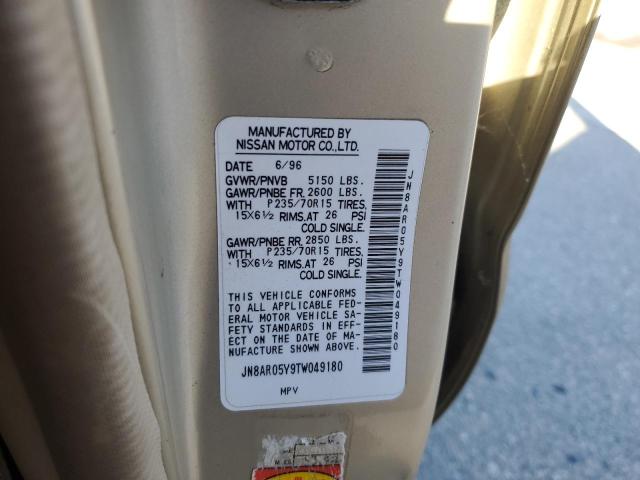 MANUFACTURED BY
NISSAN MOTOR CO.,LTD.
DATE 6/96
GVWR/PNVB 5150 LBS.
GAWR/PNBE FR. 2600 LBS.
WITH P235/70R15 TIRES,
15X6½ RIMS.AT 26 PSI
COLD SINGLE.
GAWR/PNBE RR. 2850 LBS.
WITH P235/70R15 TIRES,
15X6½ RIMS.AT 26 PSI
COLD SINGLE.
THIS VEHICLE CONFORMS
TO ALL APPLICABLE FED-
ERAL MOTOR VEHICLE SA-
FETY STANDARDS IN EFF-
ECT ON THE DATE OF MA-
NUFACTURE SHOWN ABOVE.
JN8AR05Y9TW049180
MPV
JN8AR05Y9TW049180